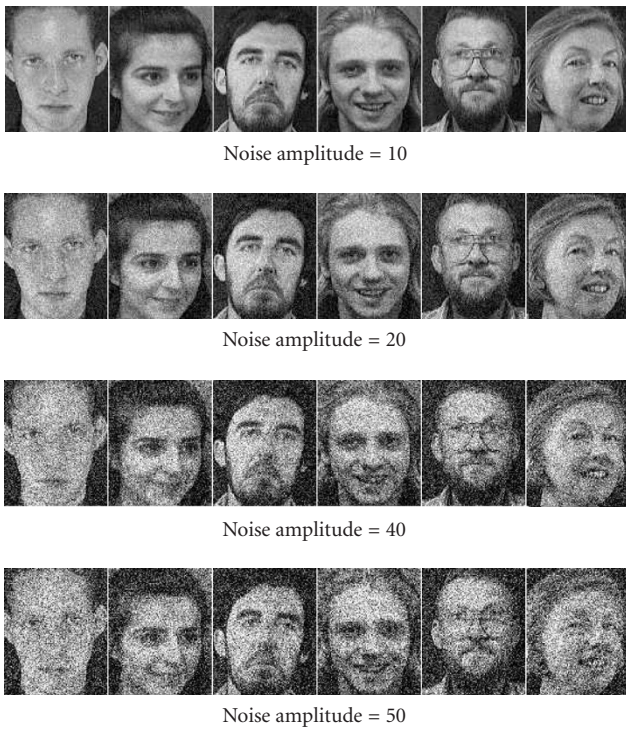 Noise amplitude = 10
Noise amplitude = 20
Noise amplitude = 40
Noise amplitude = 50